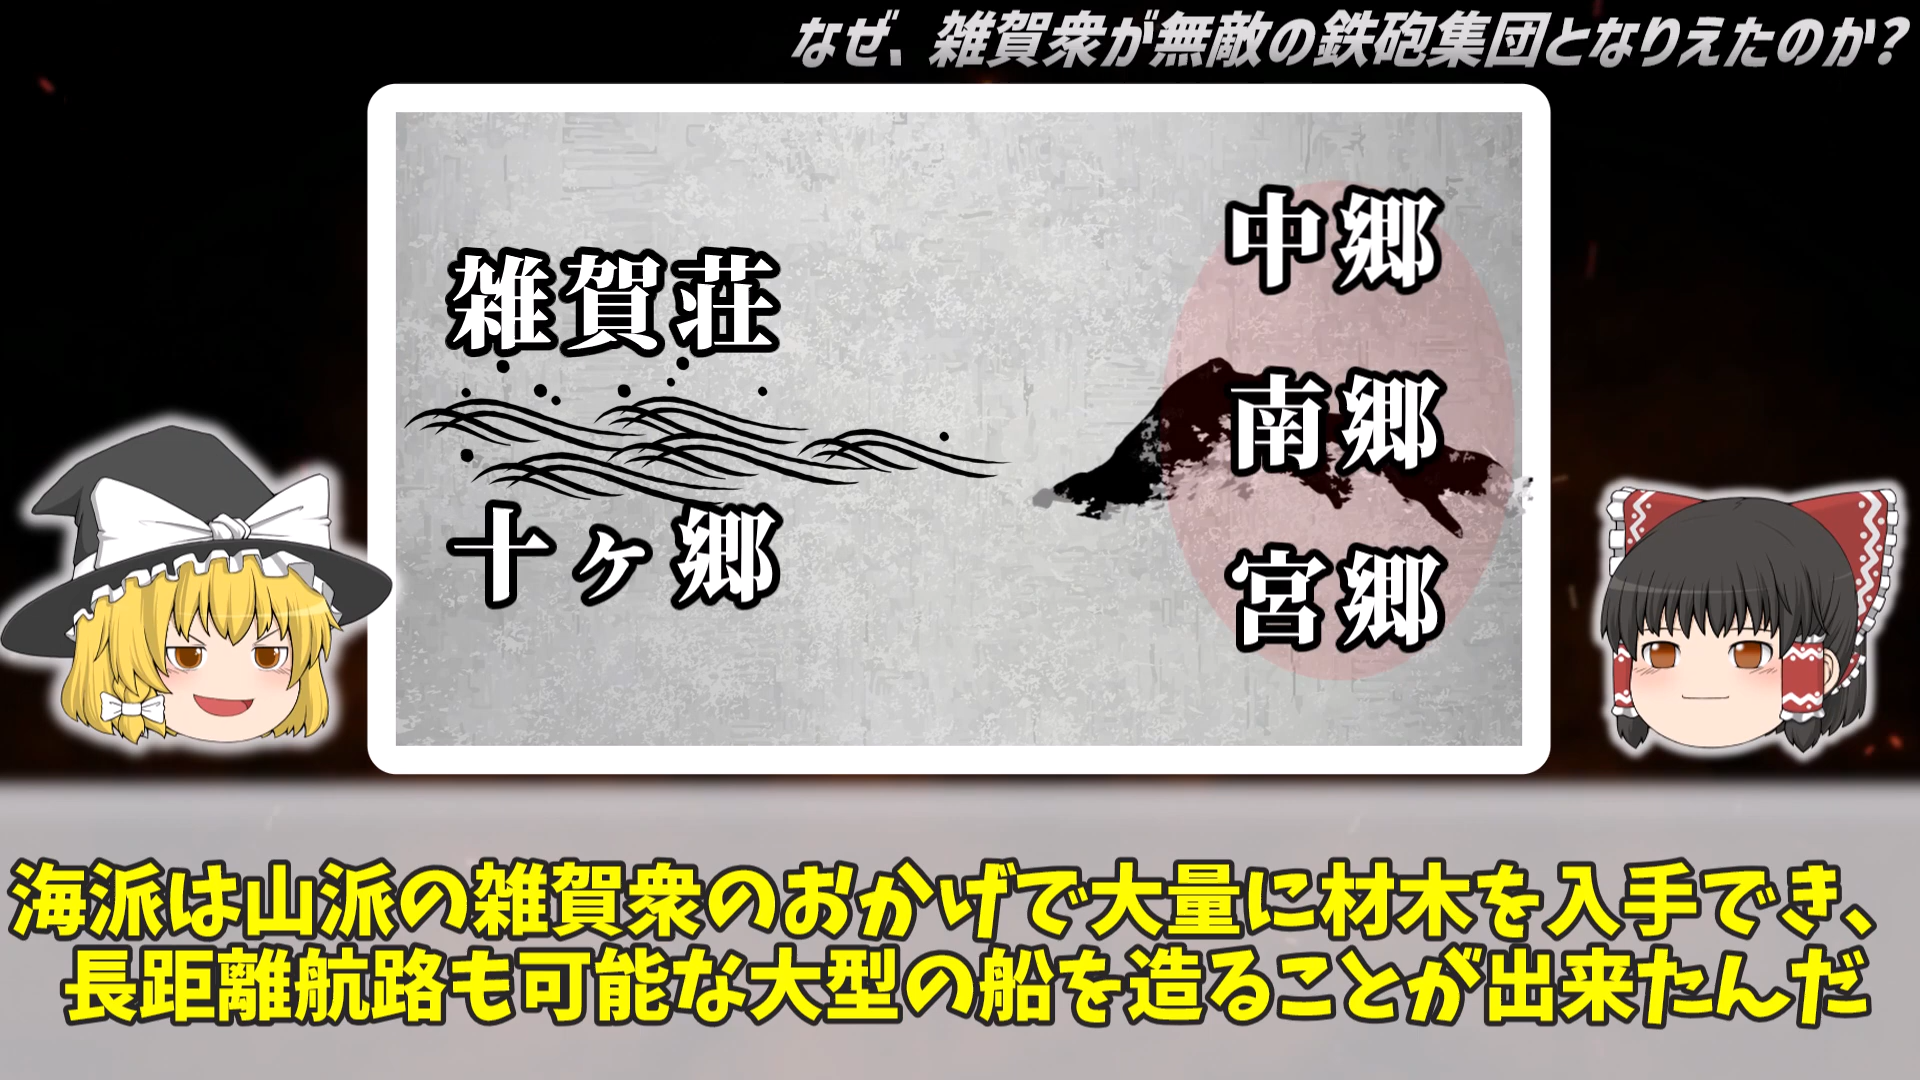 なぜ、雑賀衆が無敵の鉄砲集団となりえたのか?
雑賀荘
十ヶ郷
中郷
南郷
宮郷
海派は山派の雑賀衆のおかげで大量に材木を入手でき、
長距離航路も可能な大型の船を造ることが出来たんだ